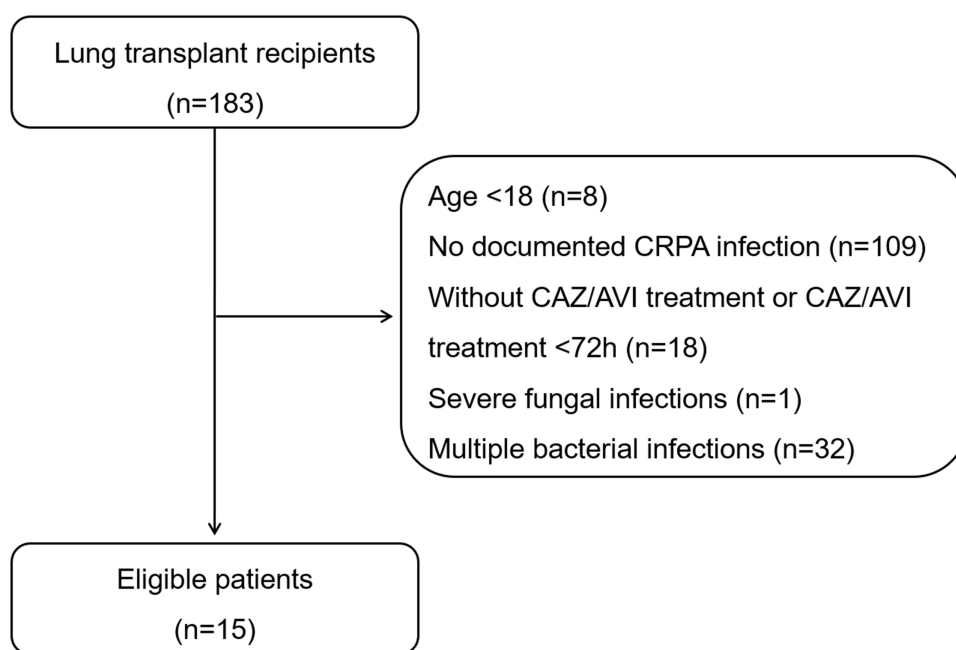 Lung transplant recipients
(n=183)
Age <18 (n=8)
No documented CRPA infection (n=109)
Without CAZ/AVI treatment or CAZ/AVI
treatment <72h (n=18)
Severe fungal infections (n=1)
Multiple bacterial infections (n=32)
Eligible patients
(n=15)